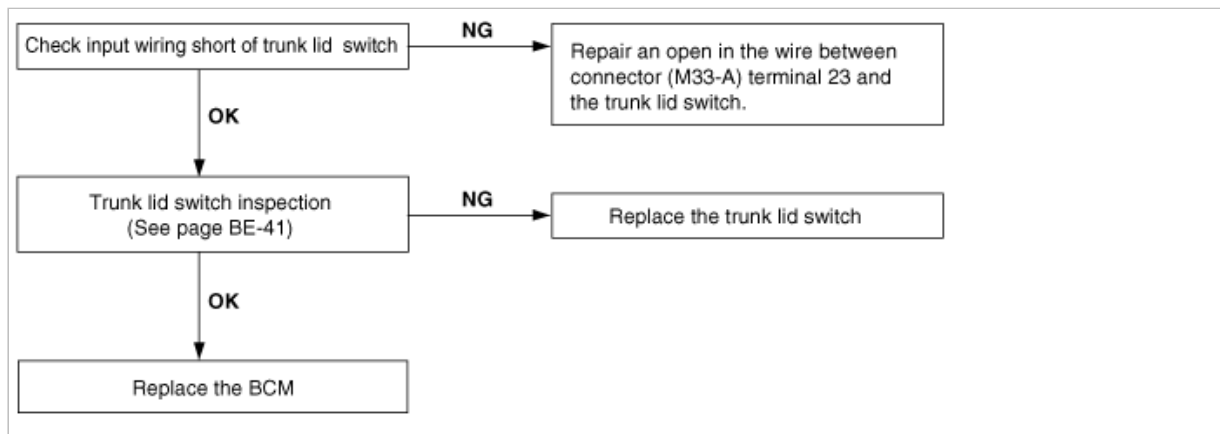 Check input wiring short of trunk lid switch
NG
Repair an open in the wire between
connector (M33-A) terminal 23 and
the trunk lid switch.
OK
Trunk lid switch inspection
(See page BE-41)
NG
Replace the trunk lid switch
OK
Replace the BCM